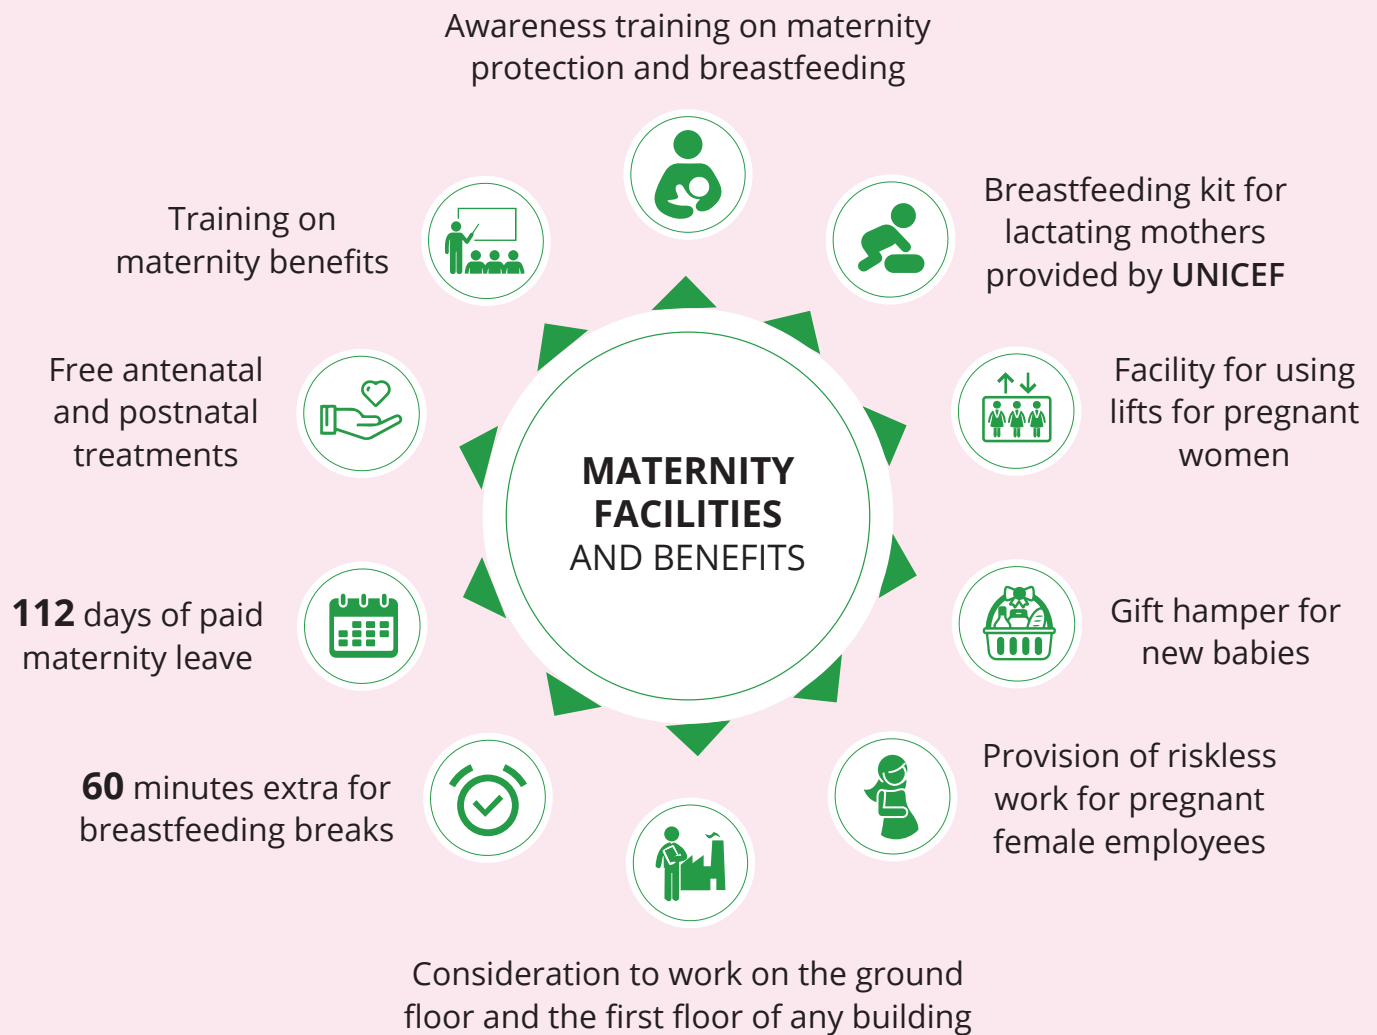 Awareness training on maternity
protection and breastfeeding
Breastfeeding kit for
lactating mothers
provided by UNICEF
Facility for using
lifts for pregnant
women
Gift hamper for
new babies
Provision of riskless
work for pregnant
female employees
Consideration to work on the ground
floor and the first floor of any building
60 minutes extra for
breastfeeding breaks
112 days of paid
maternity leave
Free antenatal
and postnatal
treatments
Training on
maternity benefits
MATERNITY
FACILITIES
AND BENEFITS